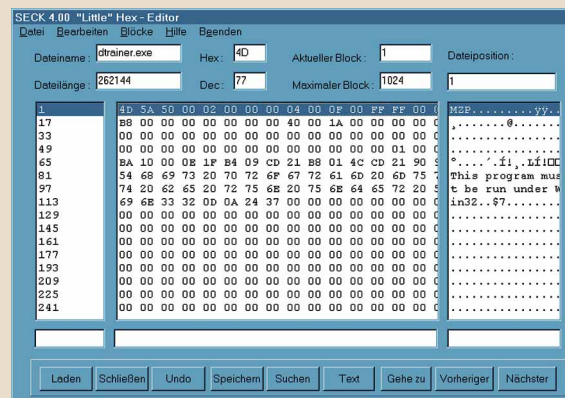 SECK 4.00 "Little" Hex - Editor
Datei Bearbeiten Blöcke Hilfe Beenden
Dateiname : dtrainer.exe Hex : 4D Aktueller Block : 1 Dateiposition :
Dateilänge : 262144 Dec : 77 Maximaler Block : 1024 1
1 4D 5A 50 00 02 00 00 00 04 00 0F 00 FF FF 00 MZP.........ÿÿ..
17 B8 00 00 00 00 00 00 00 40 00 1A 00 00 00 00 ¸.......@.......
33 00 00 00 00 00 00 00 00 00 00 00 00 00 00 00 ................
49 00 00 00 00 00 00 00 00 00 00 00 00 00 01 00 ................
65 BA 10 00 0E 1F B4 09 CD 21 B8 01 4C CD 21 90 º....´.Í!¸.LÍ!□□
81 54 68 69 73 20 70 72 6F 67 72 61 6D 20 6D 75 This program mus
97 74 20 62 65 20 72 75 6E 20 75 6E 64 65 72 20 t be run under W
113 69 6E 33 32 0D 0A 24 37 00 00 00 00 00 00 00 in32..$7........
129 00 00 00 00 00 00 00 00 00 00 00 00 00 00 00 ................
145 00 00 00 00 00 00 00 00 00 00 00 00 00 00 00 ................
161 00 00 00 00 00 00 00 00 00 00 00 00 00 00 00 ................
177 00 00 00 00 00 00 00 00 00 00 00 00 00 00 00 ................
193 00 00 00 00 00 00 00 00 00 00 00 00 00 00 00 ................
209 00 00 00 00 00 00 00 00 00 00 00 00 00 00 00 ................
225 00 00 00 00 00 00 00 00 00 00 00 00 00 00 00 ................
241 00 00 00 00 00 00 00 00 00 00 00 00 00 00 00 ................
Laden Schließen Undo Speichern Suchen Text Gehe zu Vorheriger Nächster